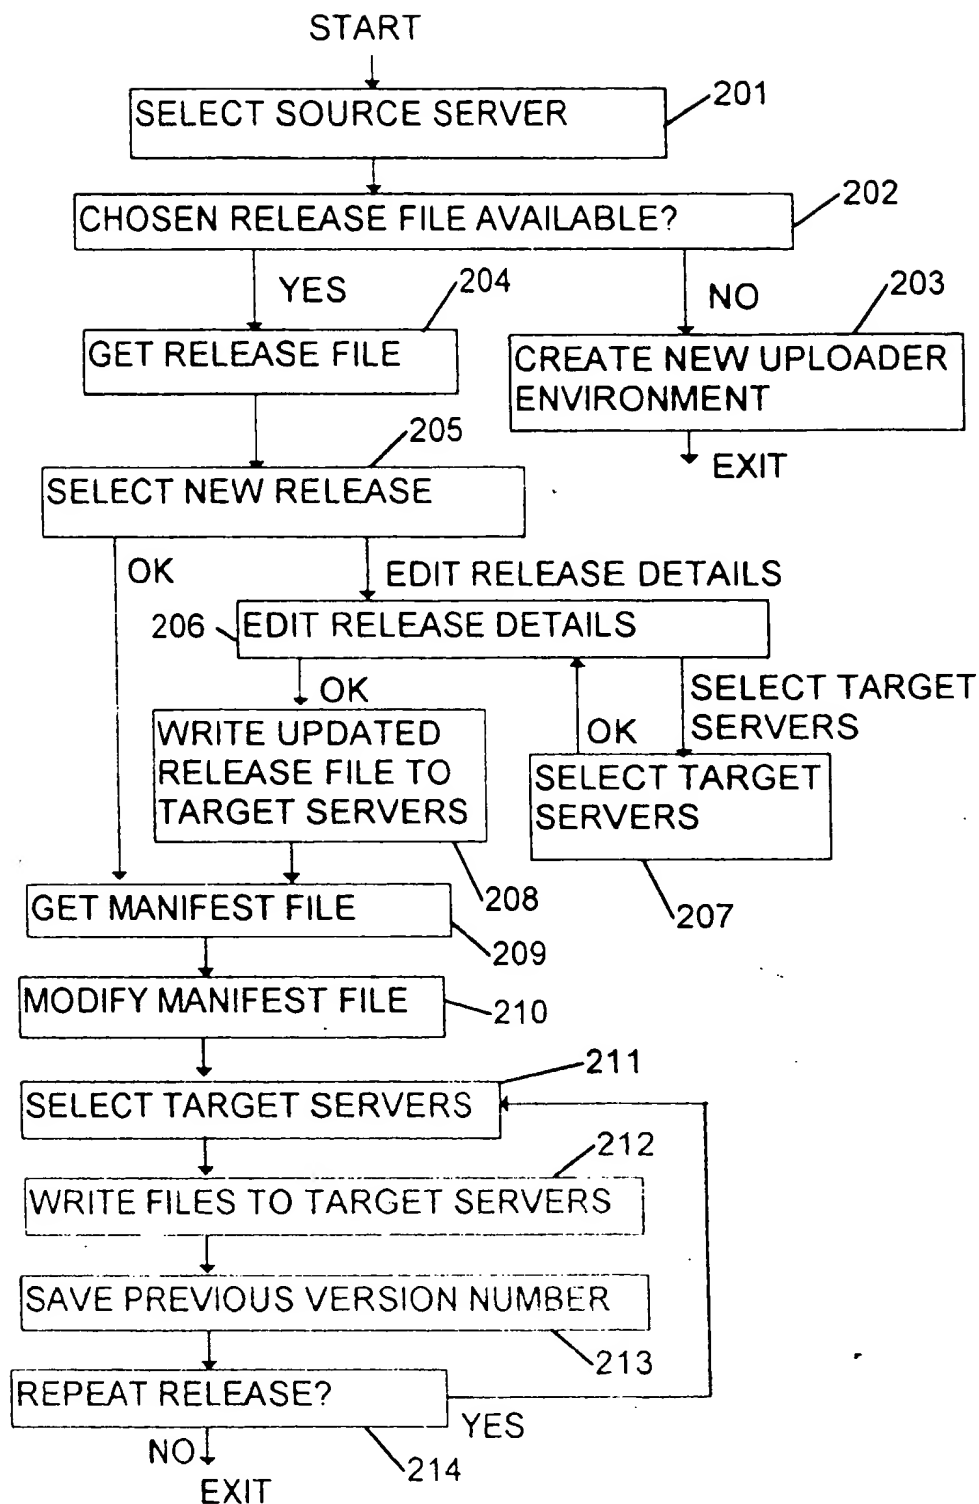 START
SELECT SOURCE SERVER
201
CHOSEN RELEASE FILE AVAILABLE?
202
YES
204
NO
203
GET RELEASE FILE
CREATE NEW UPLOADER
ENVIRONMENT
205
EXIT
SELECT NEW RELEASE
OK
EDIT RELEASE DETAILS
206
EDIT RELEASE DETAILS
OK
SELECT TARGET
SERVERS
OK
WRITE UPDATED
RELEASE FILE TO
TARGET SERVERS
SELECT TARGET
SERVERS
208
207
GET MANIFEST FILE
209
MODIFY MANIFEST FILE
210
211
SELECT TARGET SERVERS
212
WRITE FILES TO TARGET SERVERS
SAVE PREVIOUS VERSION NUMBER
213
REPEAT RELEASE?
YES
NO
214
EXIT